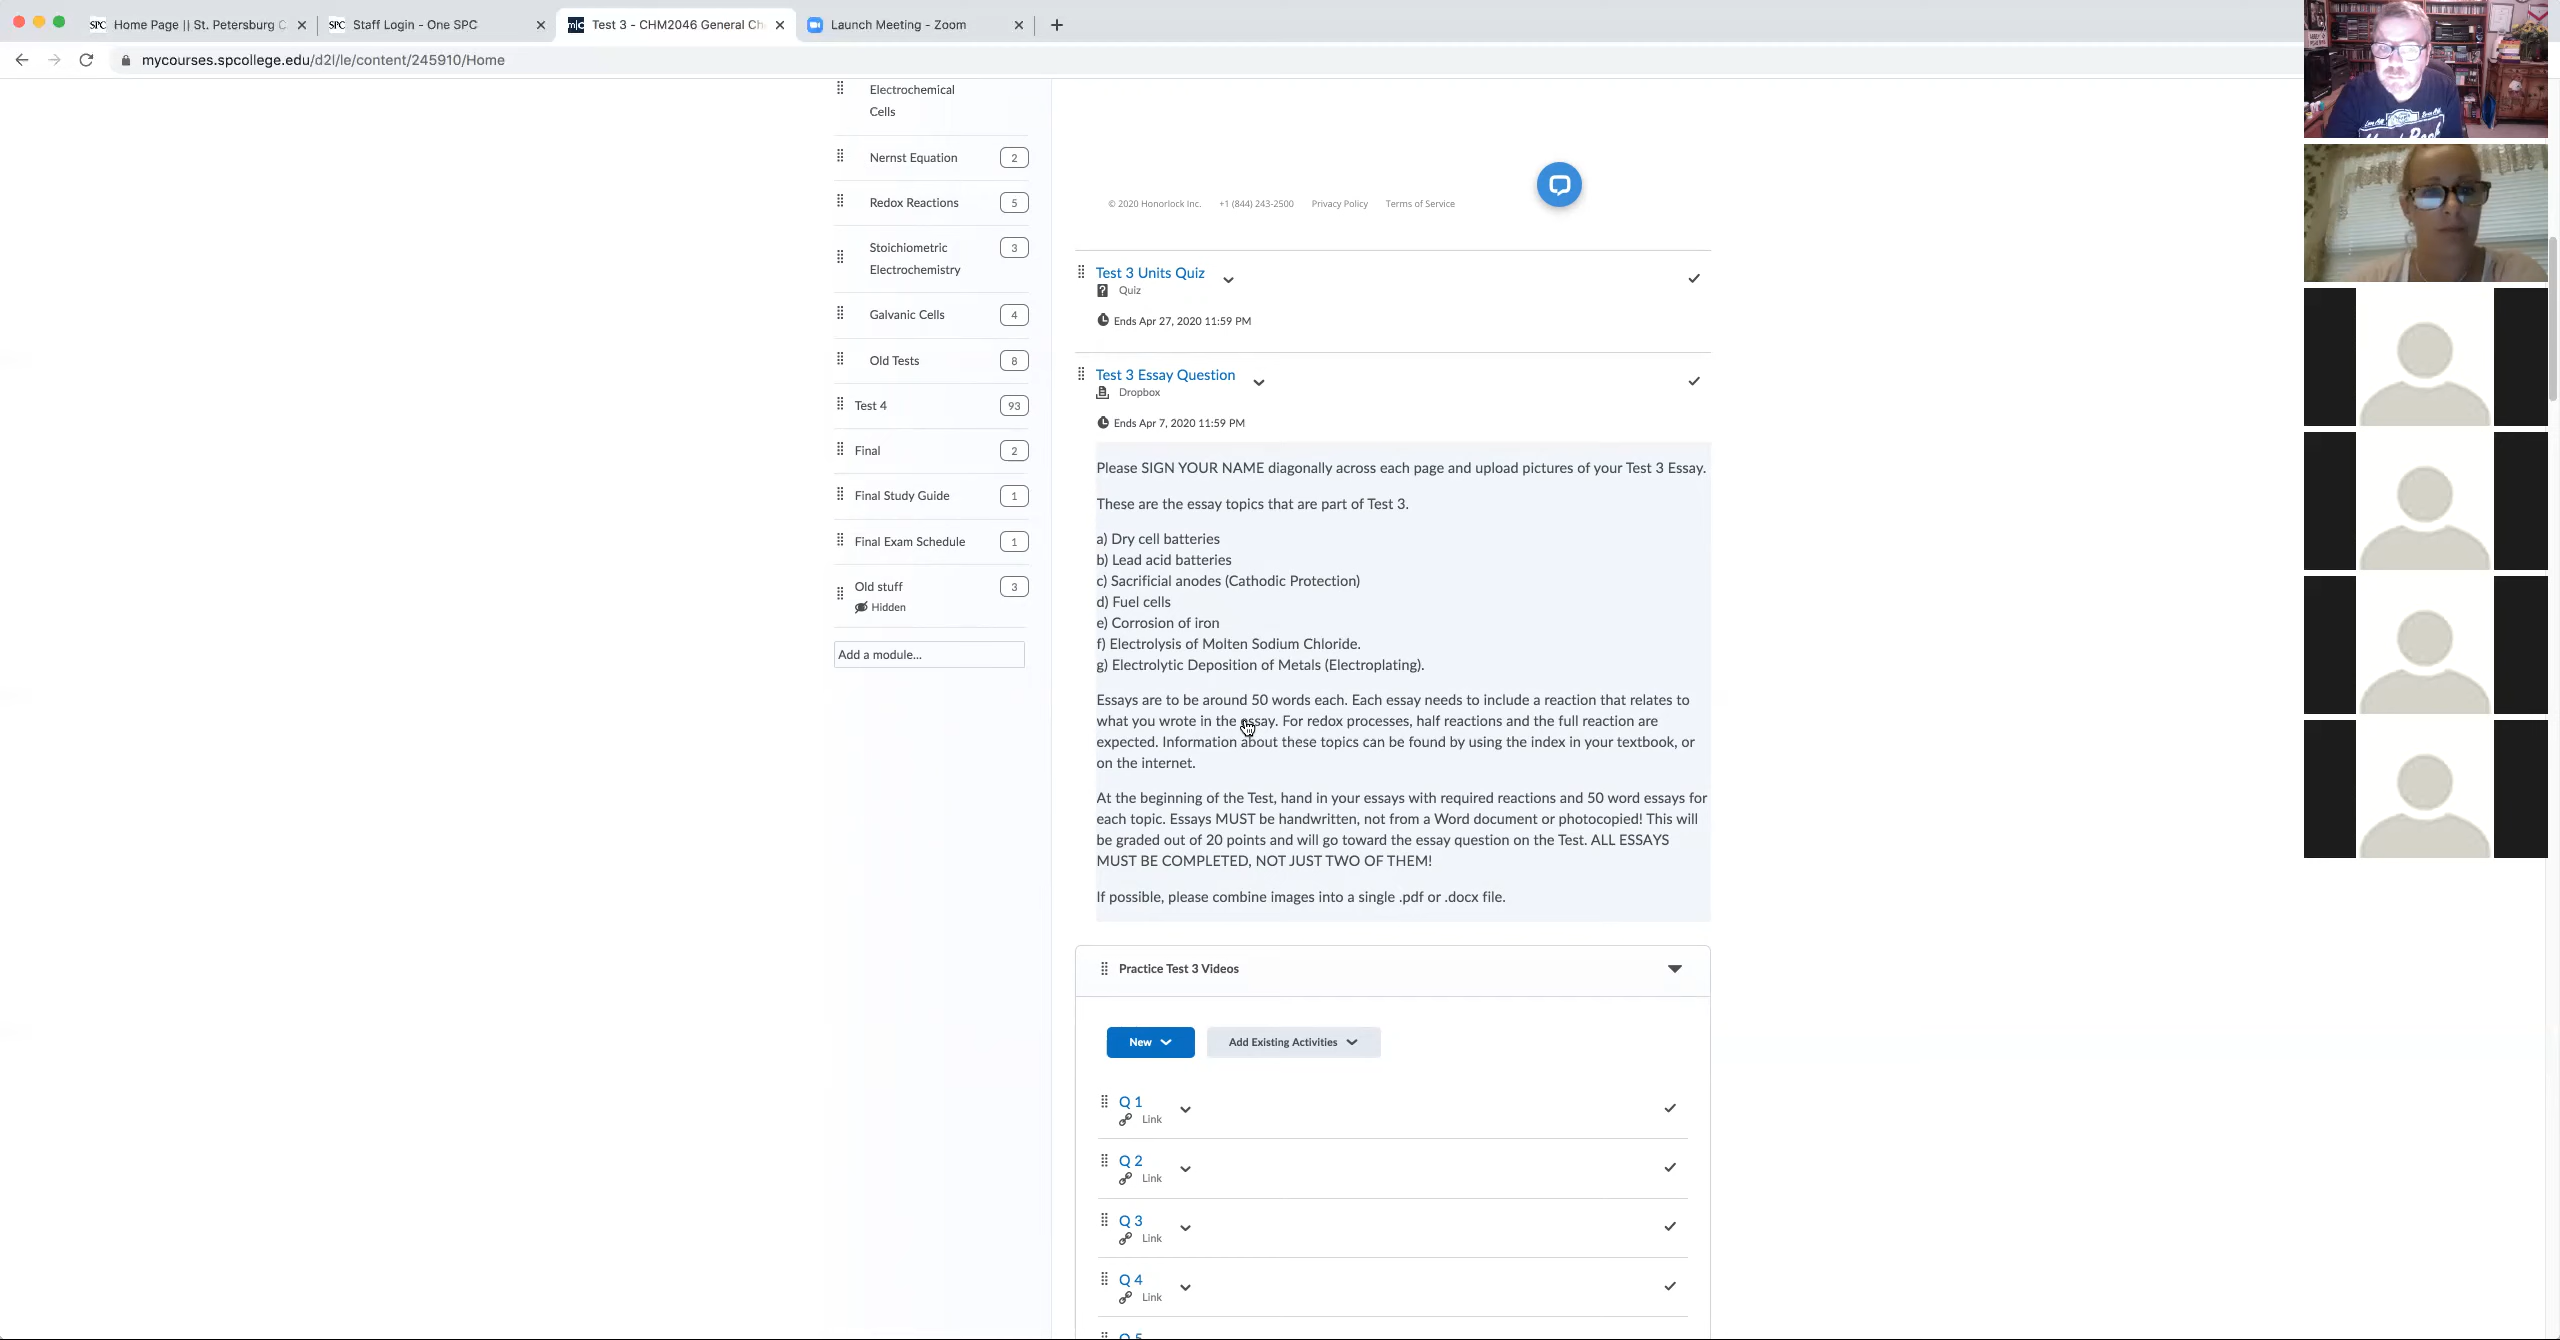 Home Page || St. Petersburg C
Staff Login - One SPC
Test 3 - CHM2046 General Ch
Launch Meeting - Zoom
mycourses.spcollege.edu/d2l/le/content/245910/Home
Electrochemical
Cells
Nernst Equation 2
Redox Reactions 5
Stoichiometric 3
Electrochemistry
Galvanic Cells 4
Old Tests 8
Test 4 93
Final 2
Final Study Guide 1
Final Exam Schedule 1
Old stuff 3
Hidden
Add a module...
© 2020 Honorlock Inc. +1 (844) 243-2500 Privacy Policy Terms of Service
Test 3 Units Quiz
Quiz
Ends Apr 27, 2020 11:59 PM
Test 3 Essay Question
Dropbox
Ends Apr 7, 2020 11:59 PM
Please SIGN YOUR NAME diagonally across each page and upload pictures of your Test 3 Essay.
These are the essay topics that are part of Test 3.
a) Dry cell batteries
b) Lead acid batteries
c) Sacrificial anodes (Cathodic Protection)
d) Fuel cells
e) Corrosion of iron
f) Electrolysis of Molten Sodium Chloride.
g) Electrolytic Deposition of Metals (Electroplating).
Essays are to be around 50 words each. Each essay needs to include a reaction that relates to
what you wrote in the essay. For redox processes, half reactions and the full reaction are
expected. Information about these topics can be found by using the index in your textbook, or
on the internet.
At the beginning of the Test, hand in your essays with required reactions and 50 word essays for
each topic. Essays MUST be handwritten, not from a Word document or photocopied! This will
be graded out of 20 points and will go toward the essay question on the Test. ALL ESSAYS
MUST BE COMPLETED, NOT JUST TWO OF THEM!
If possible, please combine images into a single .pdf or .docx file.
Practice Test 3 Videos
New
Add Existing Activities
Q 1
Link
Q 2
Link
Q 3
Link
Q 4
Link